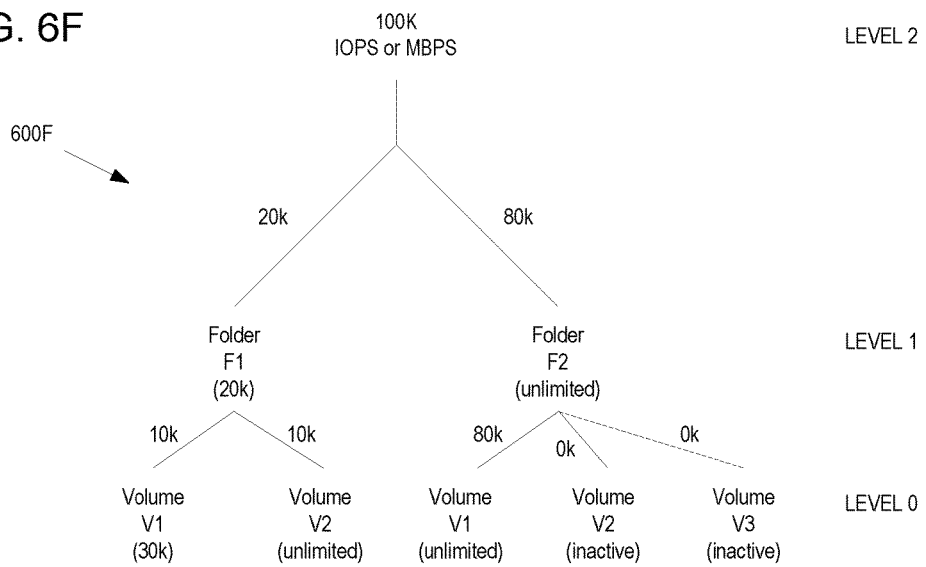 G. 6F
100K
IOPS or MBPS
LEVEL 2
600F
20k
80k
Folder
F1
(20k)
Folder
F2
(unlimited)
LEVEL 1
10k
10k
80k
0k
0k
Volume
V1
(30k)
Volume
V2
(unlimited)
Volume
V1
(unlimited)
Volume
V2
(inactive)
Volume
V3
(inactive)
LEVEL 0